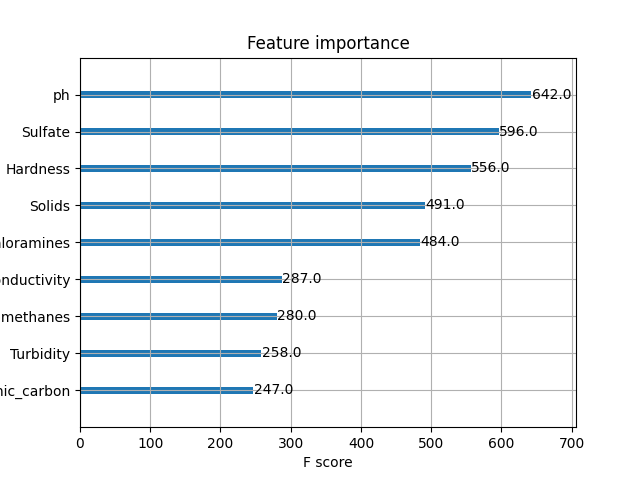 Feature importance
ph 642.0
Sulfate 596.0
Hardness 556.0
Solids 491.0
loramines 484.0
nductivity 287.0
methanes 280.0
Turbidity 258.0
nic_carbon 247.0
0 100 200 300 400 500 600 700
F score